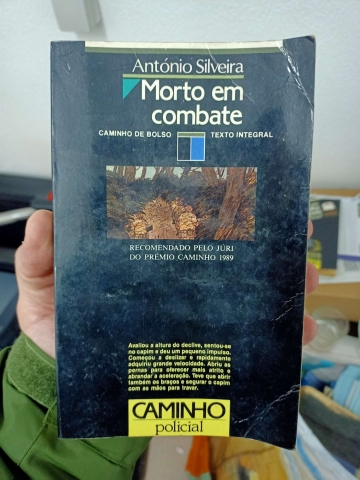 António Silveira
Morto em
combate
CAMINHO DE BOLSO TEXTO INTEGRAL
RECOMENDADO PELO JÚRI
DO PRÉMIO CAMINHO 1989
Avaliou a altura do declive, sentou-se
no capim e deu um pequeno impulso.
Começou a deslizar e rapidamente
adquiriu grande velocidade. Abriu as
pernas para oferecer mais atrito e
abrandar a aceleração. Teve que abrir
também os braços e segurar o capim
com as mãos para travar.
CAMINHO
policial